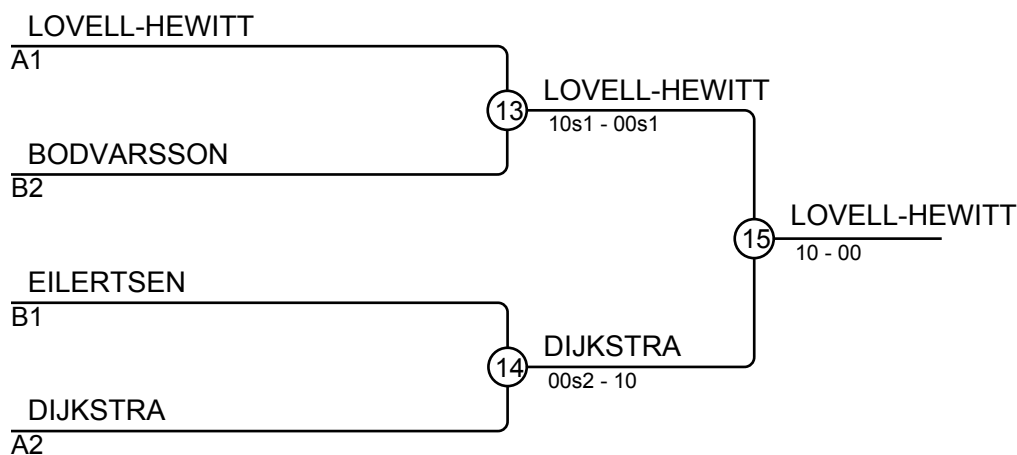 LOVELL-HEWITT
A1
13
LOVELL-HEWITT
10s1 - 00s1
BODVARSSON
B2
15
LOVELL-HEWITT
10 - 00
EILERTSEN
B1
14
DIJKSTRA
00s2 - 10
DIJKSTRA
A2